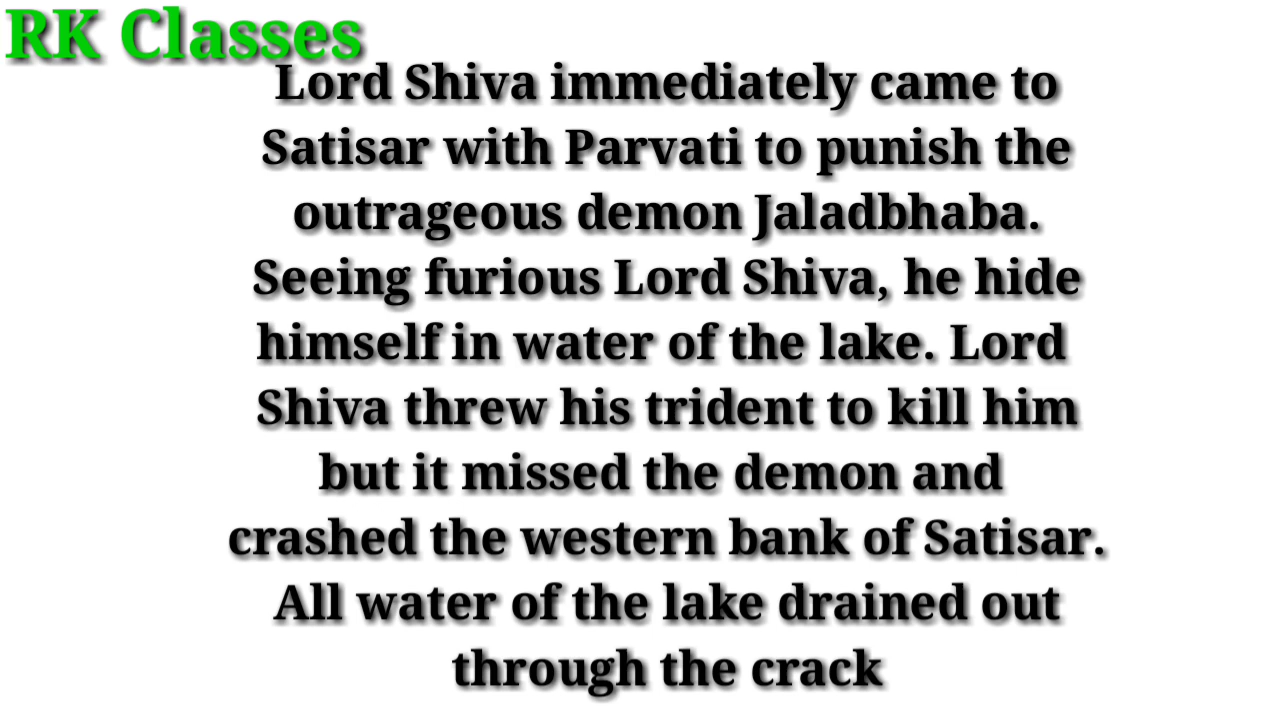 RK Classes
Lord Shiva immediately came to
Satisar with Parvati to punish the
outrageous demon Jaladbhaba.
Seeing furious Lord Shiva, he hide
himself in water of the lake. Lord
Shiva threw his trident to kill him
but it missed the demon and
crashed the western bank of Satisar.
All water of the lake drained out
through the crack